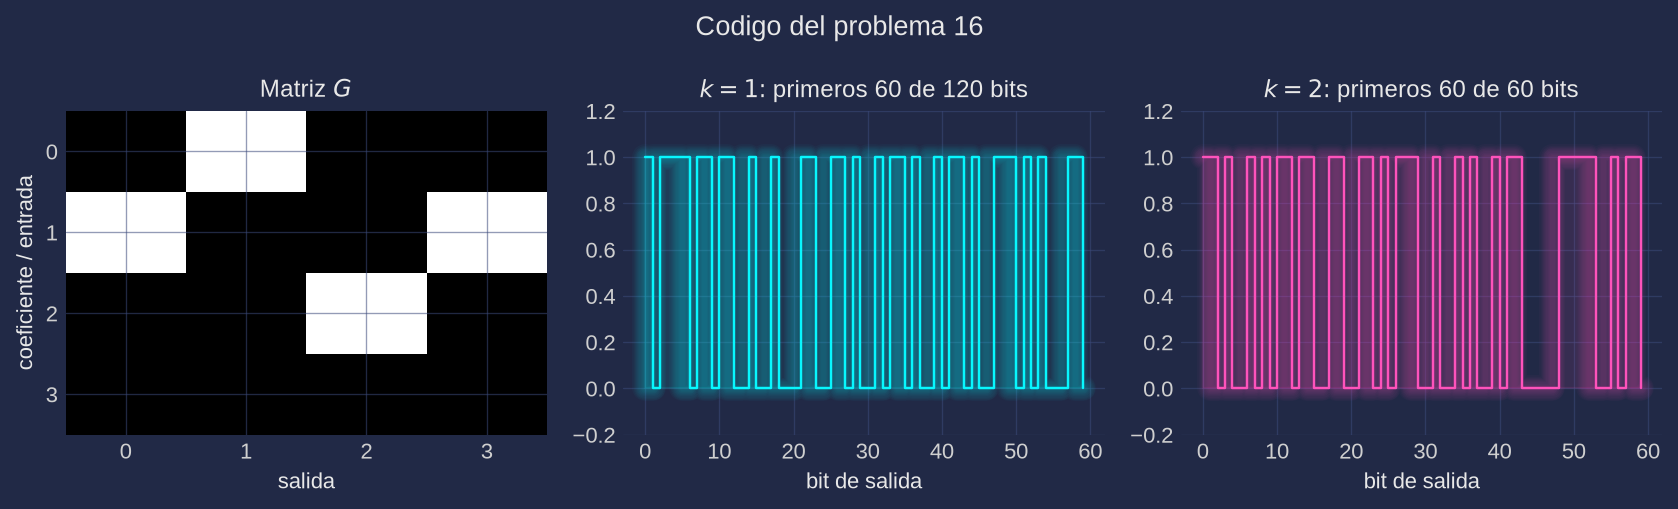 Codigo del problema 16
Matriz G
coeficiente / entrada
0
1
2
3
0 1 2 3
salida
k = 1: primeros 60 de 120 bits
1.2
1.0
0.8
0.6
0.4
0.2
0.0
−0.2
0 10 20 30 40 50 60
bit de salida
k = 2: primeros 60 de 60 bits
1.2
1.0
0.8
0.6
0.4
0.2
0.0
−0.2
0 10 20 30 40 50 60
bit de salida